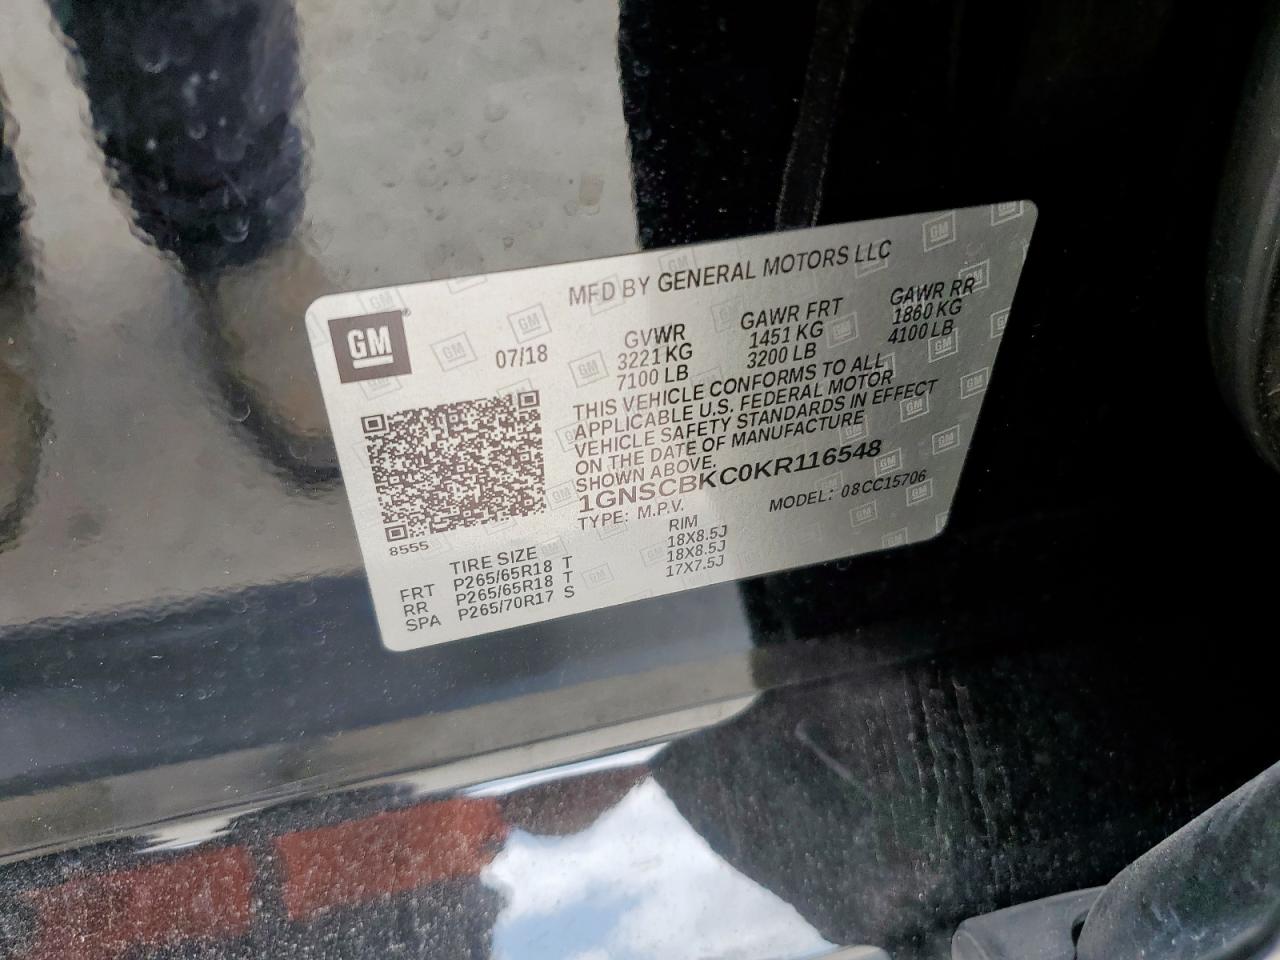 MFD BY GENERAL MOTORS LLC
GM
07/18
GVWR GAWR FRT GAWR RR
3221 KG 1451 KG 1860 KG
7100 LB 3200 LB 4100 LB
THIS VEHICLE CONFORMS TO ALL
APPLICABLE U.S. FEDERAL MOTOR
VEHICLE SAFETY STANDARDS IN EFFECT
ON THE DATE OF MANUFACTURE
SHOWN ABOVE.
1GNSCBKC0KR116548
TYPE: M.P.V. MODEL: 08CC15706
8555
TIRE SIZE RIM
FRT P265/65R18 T 18X8.5J
RR P265/65R18 T 18X8.5J
SPA P265/70R17 S 17X7.5J